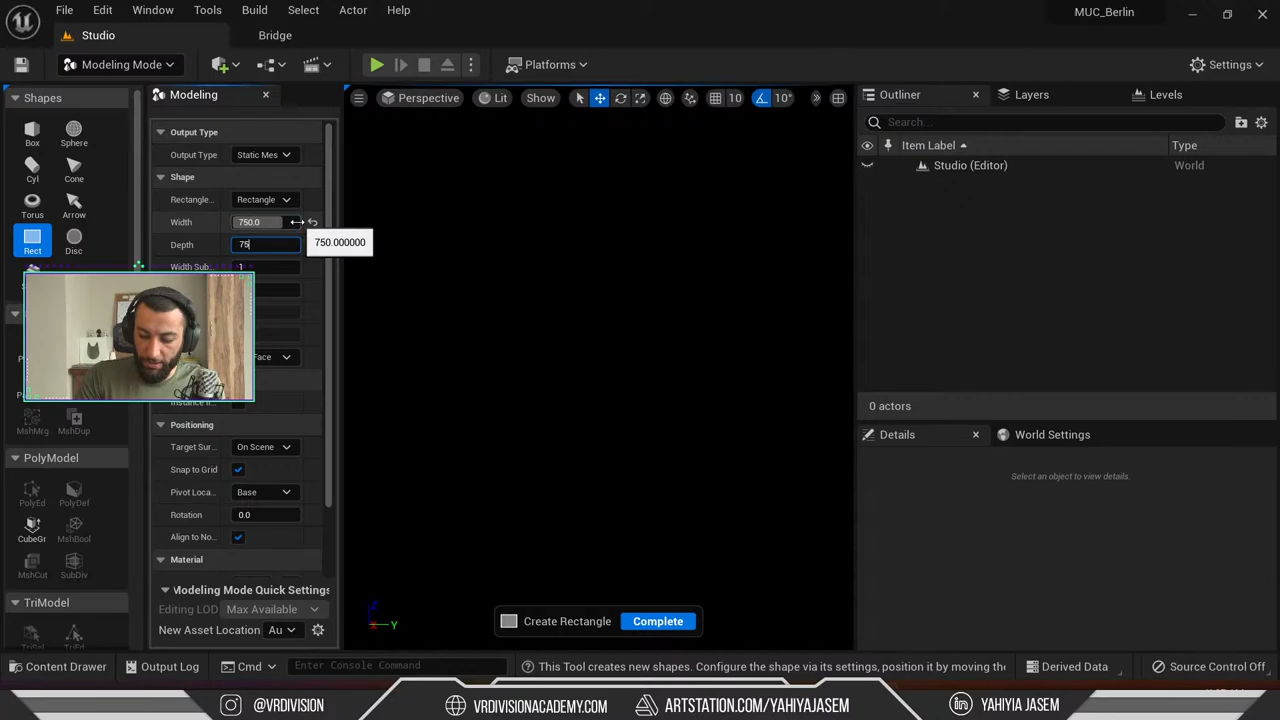 File Edit Window Tools Build Select Actor Help
MUC_Berlin
Studio
Bridge
Modeling Mode
Platforms
Settings
Shapes
Box Sphere
Cyl Cone
Torus Arrow
Rect Disc
MshMrg MshDup
PolyModel
PolyEd PolyDef
CubeGr MshBool
MshCut SubDiv
TriModel
Modeling
Output Type
Output Type Static Mes
Shape
Rectangle... Rectangle
Width 750.0
Depth 75
750.000000
Width Sub... 1
Face
Positioning
Target Sur... On Scene
Snap to Grid
Pivot Loca... Base
Rotation 0.0
Align to No...
Material
Modeling Mode Quick Settings
Editing LOD Max Available
New Asset Location Au
Perspective Lit Show 10 10°
Z
X Y
Create Rectangle Complete
Outliner Layers Levels
Search...
Item Label Type
Studio (Editor) World
0 actors
Details World Settings
Select an object to view details.
Content Drawer Output Log Cmd Enter Console Command
This Tool creates new shapes. Configure the shape via its settings, position it by moving the
Derived Data Source Control Off
@VRDIVISION VRDIVISIONACADEMY.COM ARTSTATION.COM/YAHIYAJASEM YAHIYIA JASEM